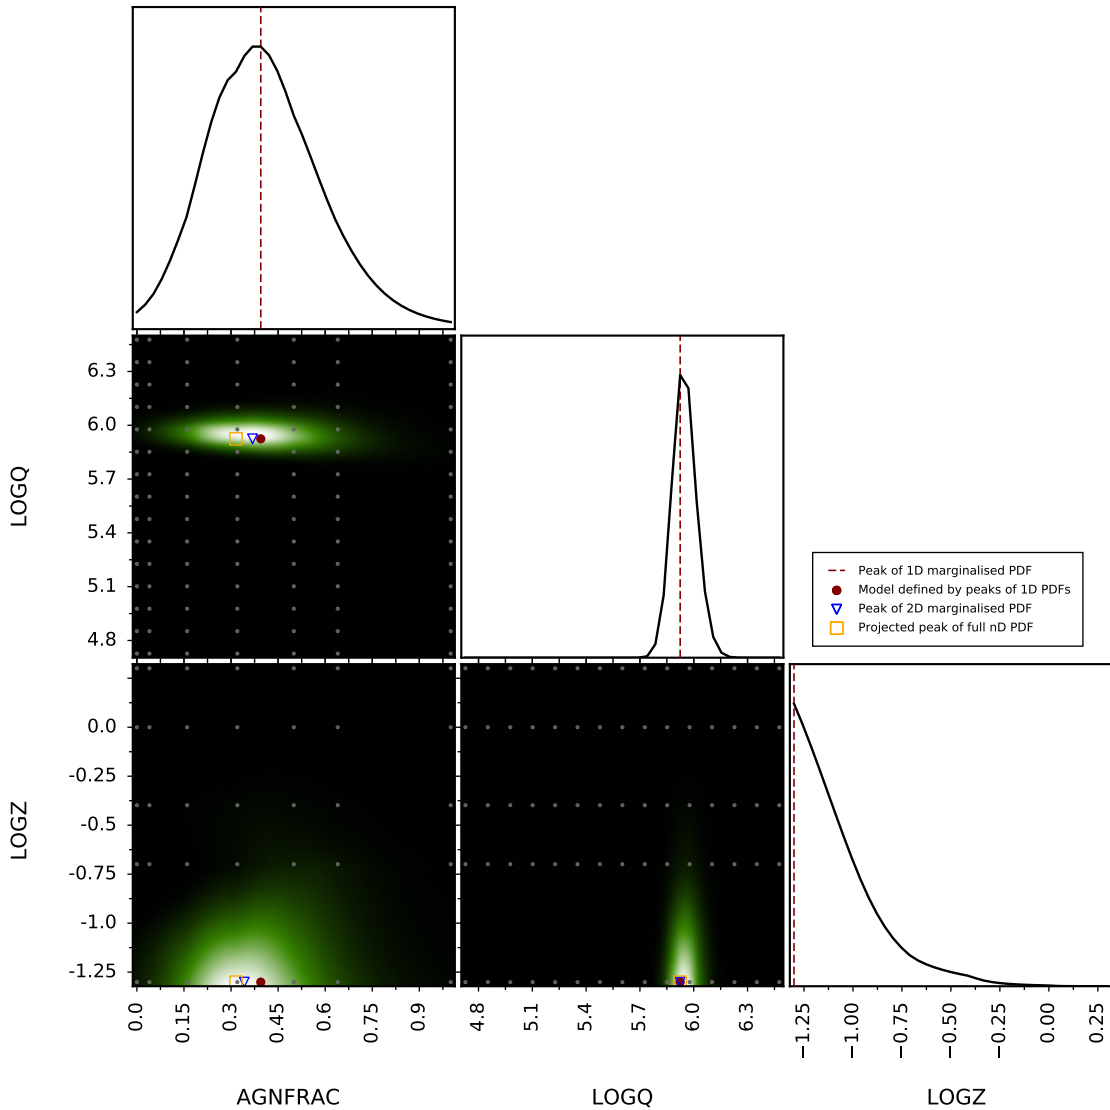 LOGQ
6.3
6.0
5.7
5.4
5.1
4.8
Peak of 1D marginalised PDF
Model defined by peaks of 1D PDFs
Peak of 2D marginalised PDF
Projected peak of full nD PDF
LOGZ
0.0
-0.25
-0.5
-0.75
-1.0
-1.25
0.0 0.15 0.3 0.45 0.6 0.75 0.9
4.8 5.1 5.4 5.7 6.0 6.3
−1.25 −1.00 −0.75 −0.50 −0.25 0.00 0.25
AGNFRAC LOGQ LOGZ